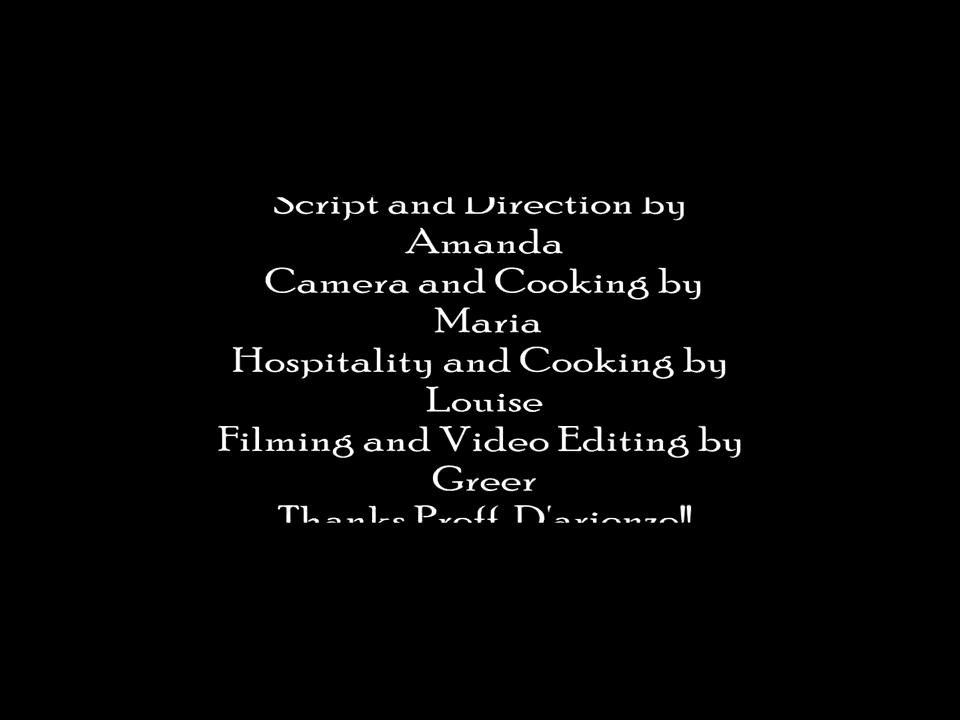 Script and Direction by
Amanda
Camera and Cooking by
Maria
Hospitality and Cooking by
Louise
Filming and Video Editing by
Greer
Thanks Proff. D'arionzo!!